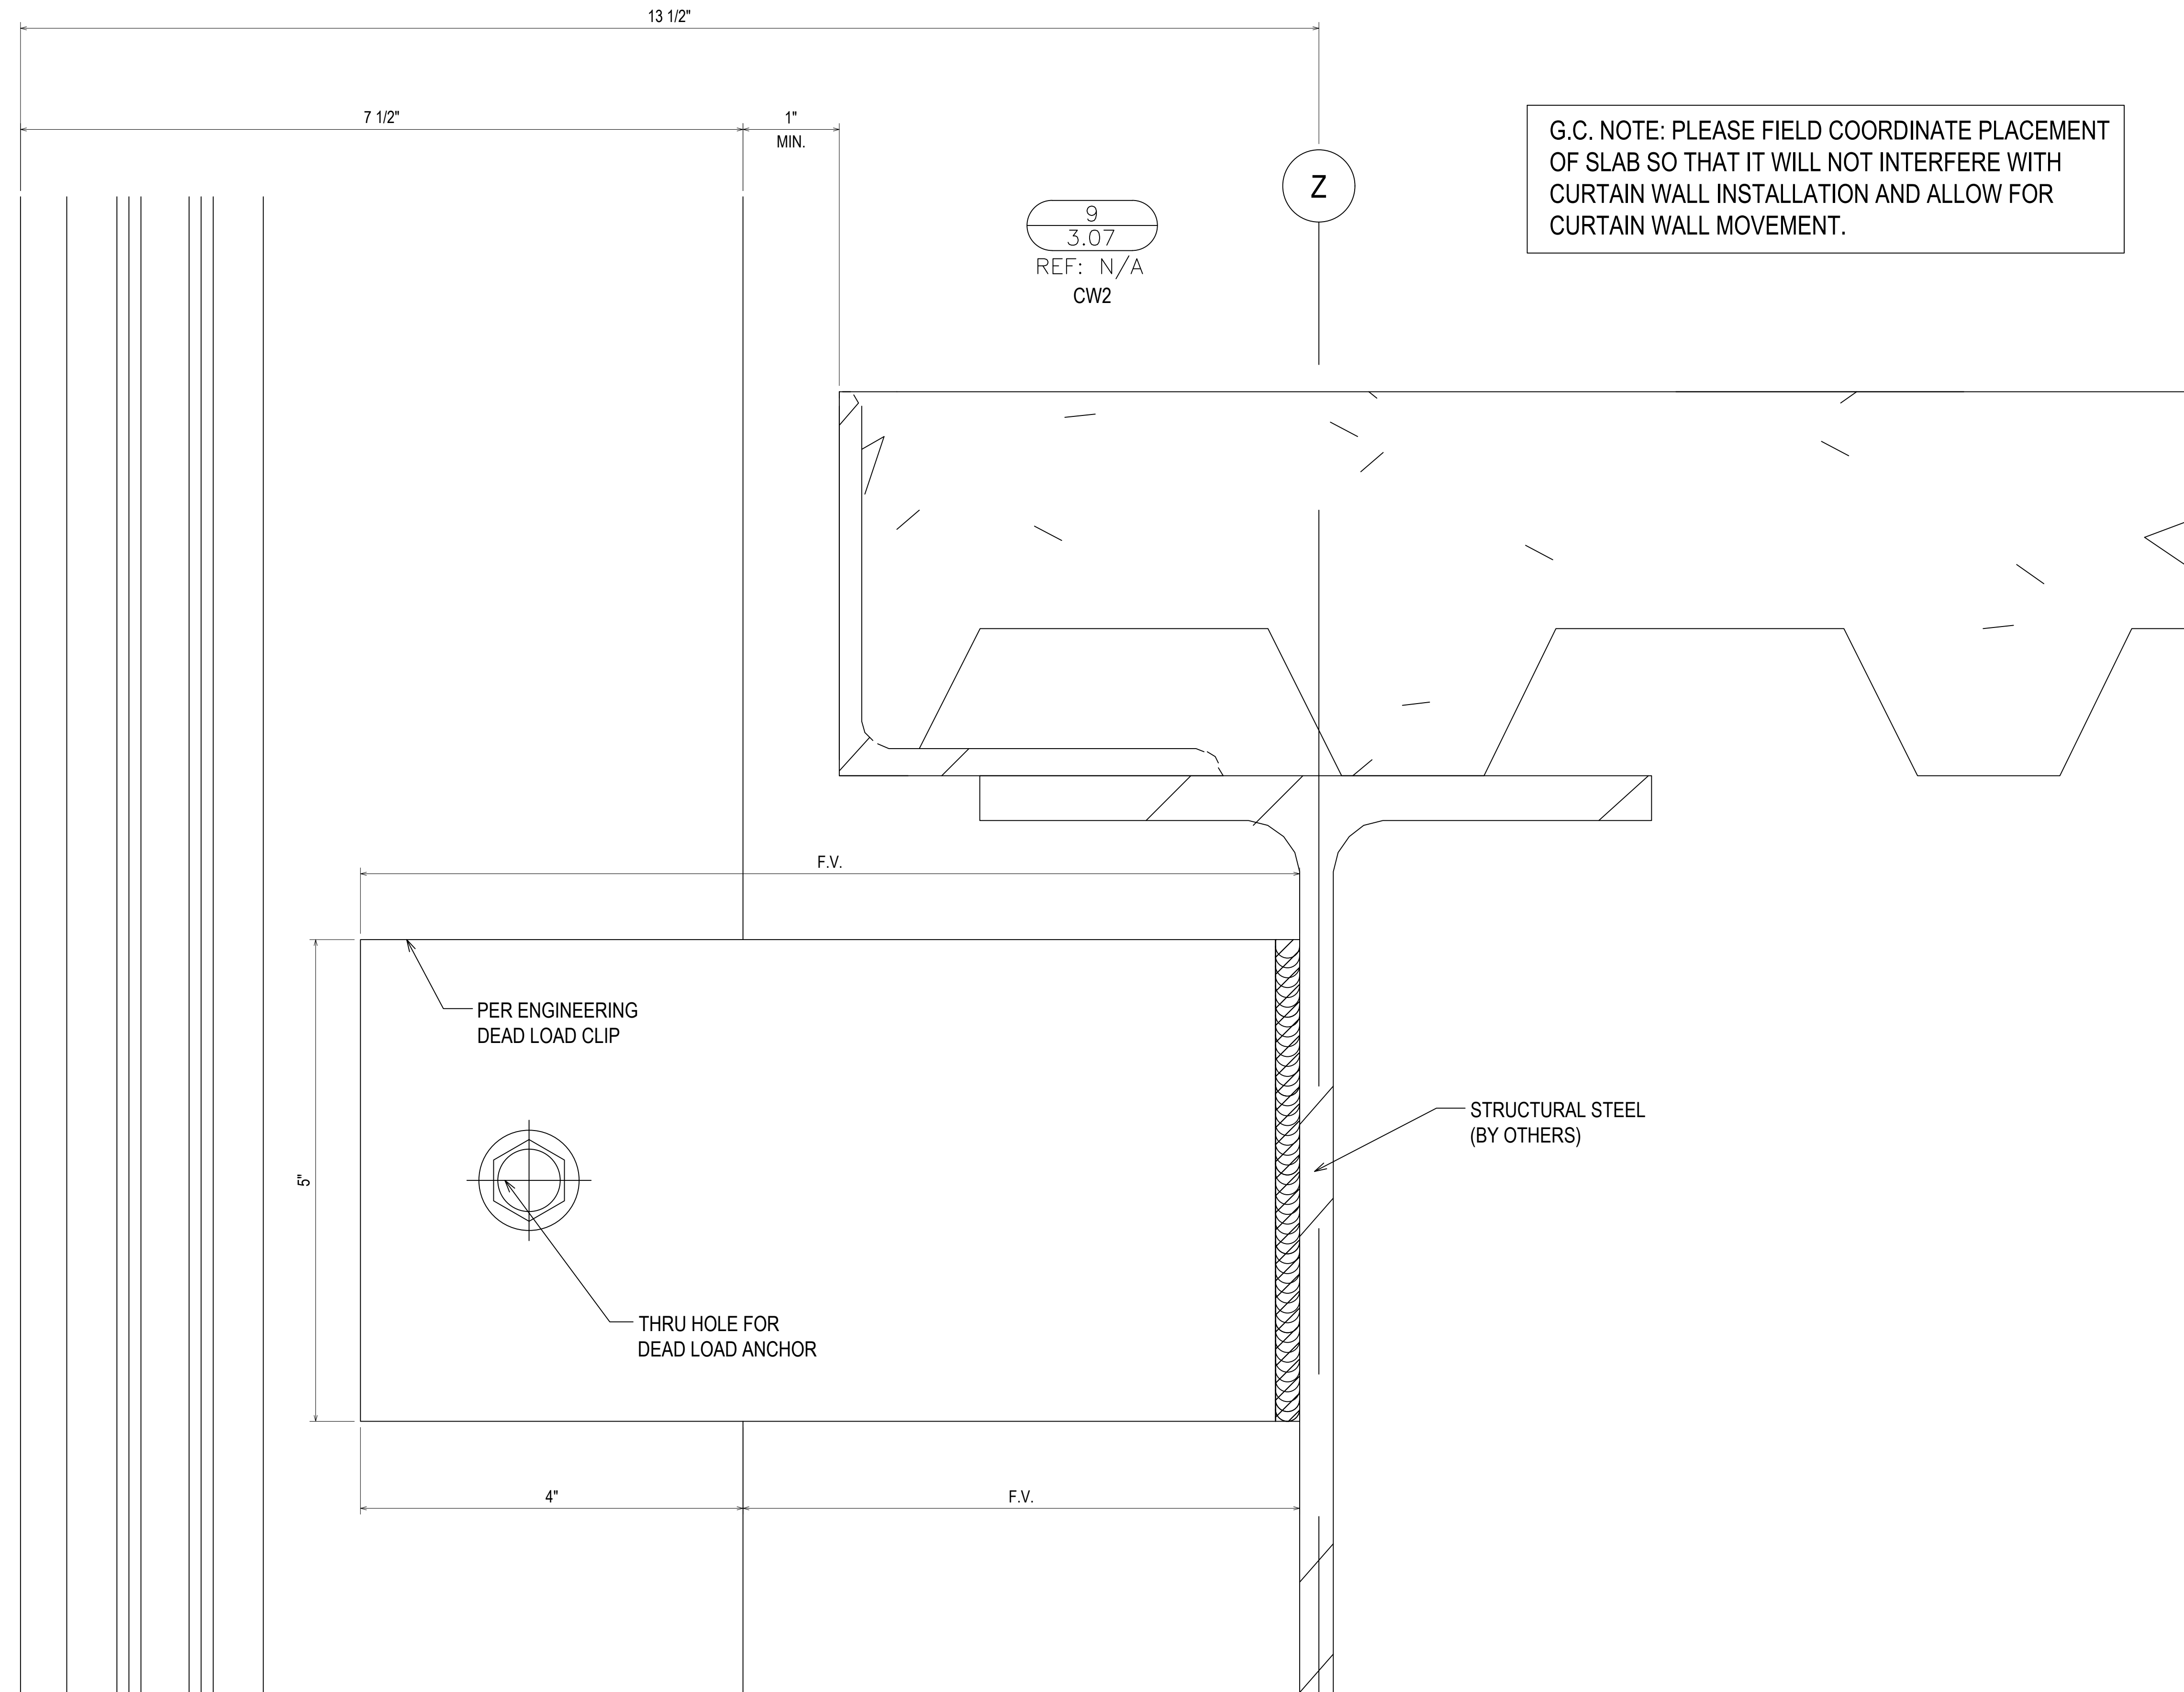 13 1/2"
7 1/2"
1"
MIN.
Z
9
3.07
REF: N/A
CW2
G.C. NOTE: PLEASE FIELD COORDINATE PLACEMENT
OF SLAB SO THAT IT WILL NOT INTERFERE WITH
CURTAIN WALL INSTALLATION AND ALLOW FOR
CURTAIN WALL MOVEMENT.
F.V.
PER ENGINEERING
DEAD LOAD CLIP
STRUCTURAL STEEL
(BY OTHERS)
5"
THRU HOLE FOR
DEAD LOAD ANCHOR
4"
F.V.